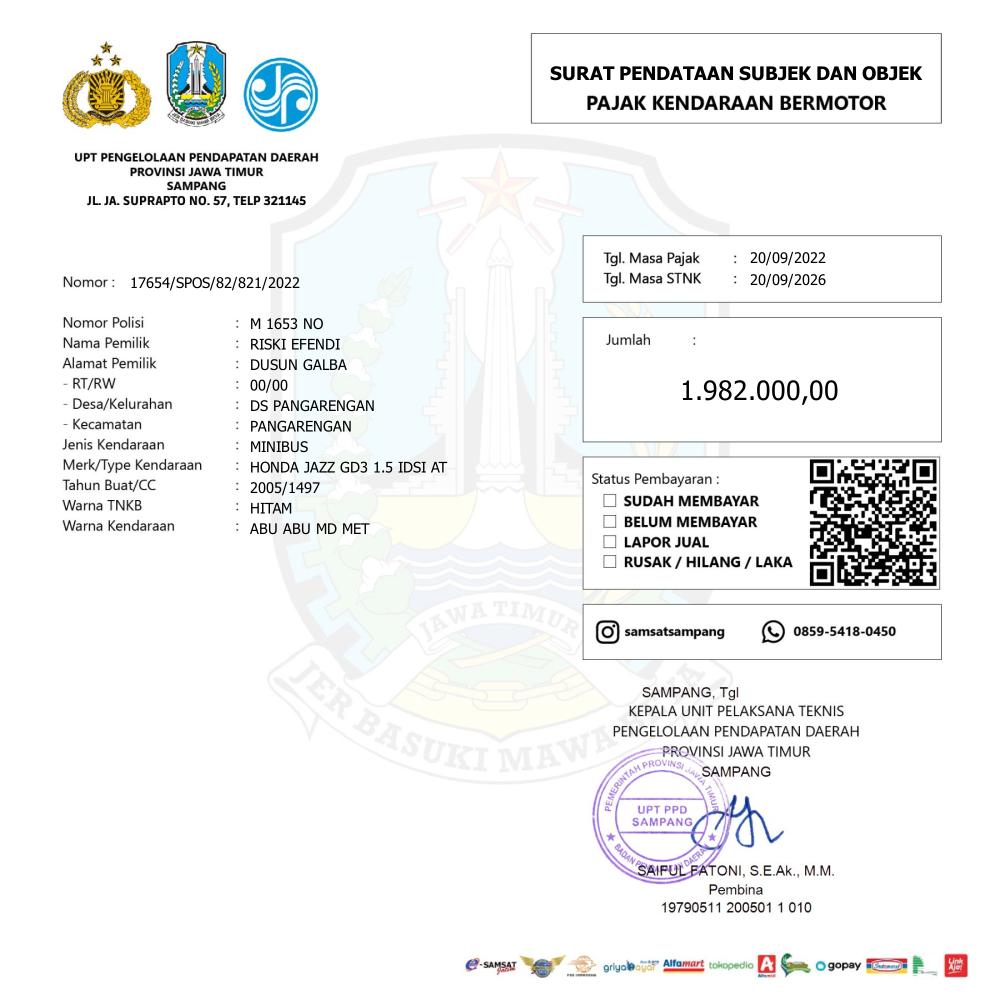 SURAT PENDATAAN SUBJEK DAN OBJEK
PAJAK KENDARAAN BERMOTOR
UPT PENGELOLAAN PENDAPATAN DAERAH
PROVINSI JAWA TIMUR
SAMPANG
JL. JA. SUPRAPTO NO. 57, TELP 321145
Tgl. Masa Pajak : 20/09/2022
Tgl. Masa STNK : 20/09/2026
Nomor : 17654/SPOS/82/821/2022
Nomor Polisi : M 1653 NO
Nama Pemilik : RISKI EFENDI
Alamat Pemilik : DUSUN GALBA
- RT/RW : 00/00
- Desa/Kelurahan : DS PANGARENGAN
- Kecamatan : PANGARENGAN
Jenis Kendaraan : MINIBUS
Merk/Type Kendaraan : HONDA JAZZ GD3 1.5 IDSI AT
Tahun Buat/CC : 2005/1497
Warna TNKB : HITAM
Warna Kendaraan : ABU ABU MD MET
Jumlah :
1.982.000,00
Status Pembayaran :
SUDAH MEMBAYAR
BELUM MEMBAYAR
LAPOR JUAL
RUSAK / HILANG / LAKA
samsatsampang 0859-5418-0450
JAWA TIMUR
JER BASUKI MAWA
SAMPANG, Tgl
KEPALA UNIT PELAKSANA TEKNIS
PENGELOLAAN PENDAPATAN DAERAH
PROVINSI JAWA TIMUR
SAMPANG
PEMERINTAH PROVINSI JAWA TIMUR
UPT PPD
SAMPANG
BADAN PENDAPATAN DAERAH
SAIFUL FATONI, S.E.Ak., M.M.
Pembina
19790511 200501 1 010
e-SAMSAT Jatim griyabayar Alfamart tokopedia Alfamidi gopay Indomaret Link Aja!